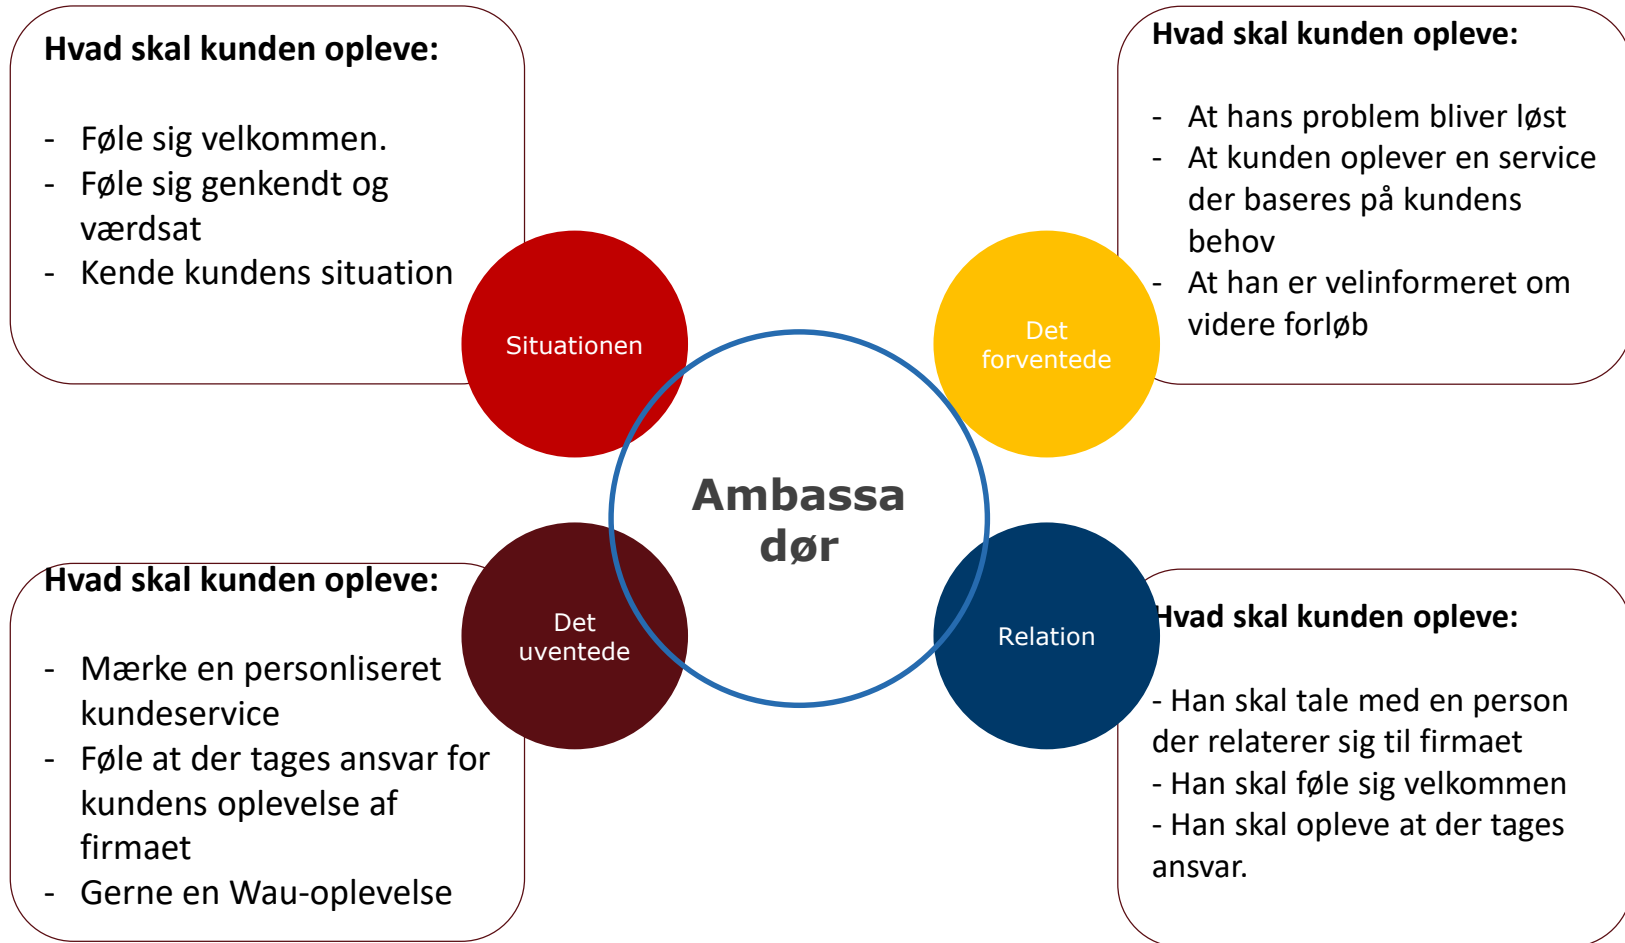 Hvad skal kunden opleve:
- Føle sig velkommen.
- Føle sig genkendt og
værdsat
- Kende kundens situation
Situationen
Hvad skal kunden opleve:
- At hans problem bliver løst
- At kunden oplever en service
der baseres på kundens
behov
- At han er velinformeret om
videre forløb
Det
forventede
Ambassa
dør
Hvad skal kunden opleve:
- Mærke en personliseret
kundeservice
- Føle at der tages ansvar for
kundens oplevelse af
firmaet
- Gerne en Wau-oplevelse
Det
uventede
Relation
Hvad skal kunden opleve:
- Han skal tale med en person
der relaterer sig til firmaet
- Han skal føle sig velkommen
- Han skal opleve at der tages
ansvar.